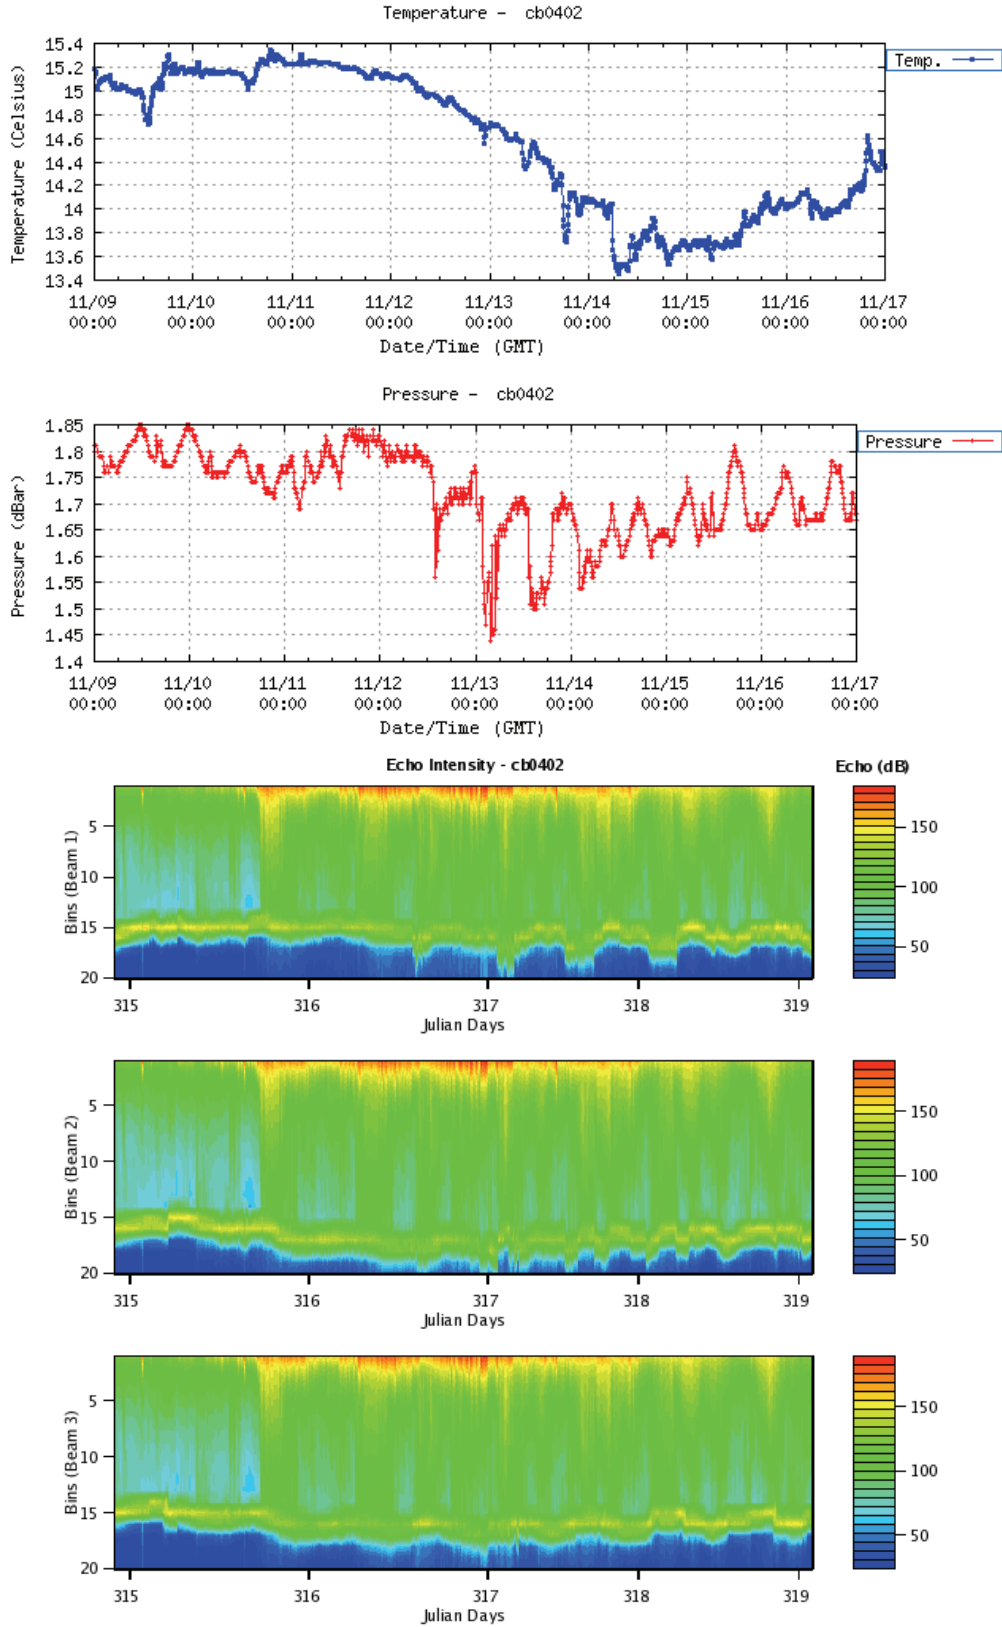 Temperature - cb0402
Temp.
Temperature (Celsius)
15.4
15.2
15
14.8
14.6
14.4
14.2
14
13.8
13.6
13.4
11/09 11/10 11/11 11/12 11/13 11/14 11/15 11/16 11/17
00:00 00:00 00:00 00:00 00:00 00:00 00:00 00:00 00:00
Date/Time (GMT)
Pressure - cb0402
Pressure
Pressure (dBar)
1.85
1.8
1.75
1.7
1.65
1.6
1.55
1.5
1.45
1.4
11/09 11/10 11/11 11/12 11/13 11/14 11/15 11/16 11/17
00:00 00:00 00:00 00:00 00:00 00:00 00:00 00:00 00:00
Date/Time (GMT)
Echo Intensity - cb0402
Echo (dB)
Bins (Beam 1)
5
10
15
20
315 316 317 318 319
Julian Days
150
100
50
Bins (Beam 2)
5
10
15
20
315 316 317 318 319
Julian Days
150
100
50
Bins (Beam 3)
5
10
15
20
315 316 317 318 319
Julian Days
150
100
50